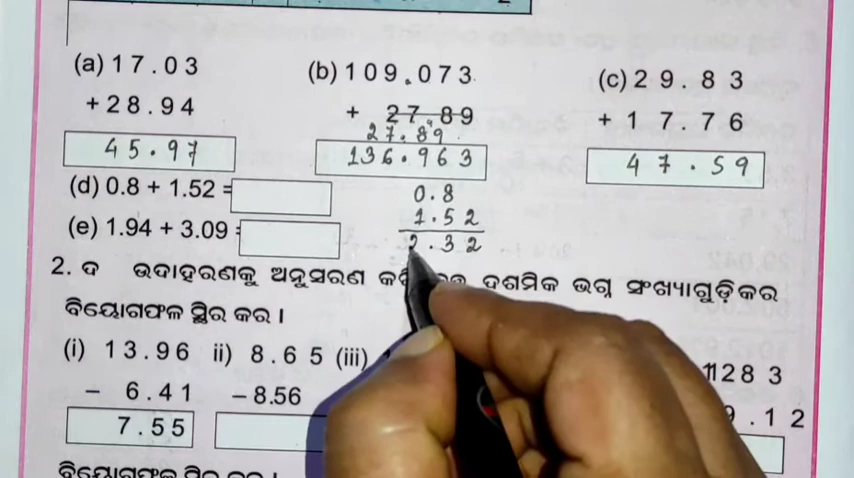 (a) 17.03 (b) 109.073 (c) 29.83
+ 28.94 + 27.89 + 17.76
27.89
45.97 136.963 47.59
(d) 0.8 + 1.52 = 0.8
1.52
(e) 1.94 + 3.09 = 2.32
2. ଦ ଉଦାହରଣକୁ ଅନୁସରଣ ଦଶମିକ ଭଗ୍ନ ସଂଖ୍ୟାଗୁଡ଼ିକର
ବିୟୋଗଫଳ ସ୍ଥିର କର ।
(i) 13.96 ii) 8.65 (iii) 1283
− 6.41 − 8.56 .12
7.55
ବିୟୋଗଫଳ ସ୍ଥିର କର ।